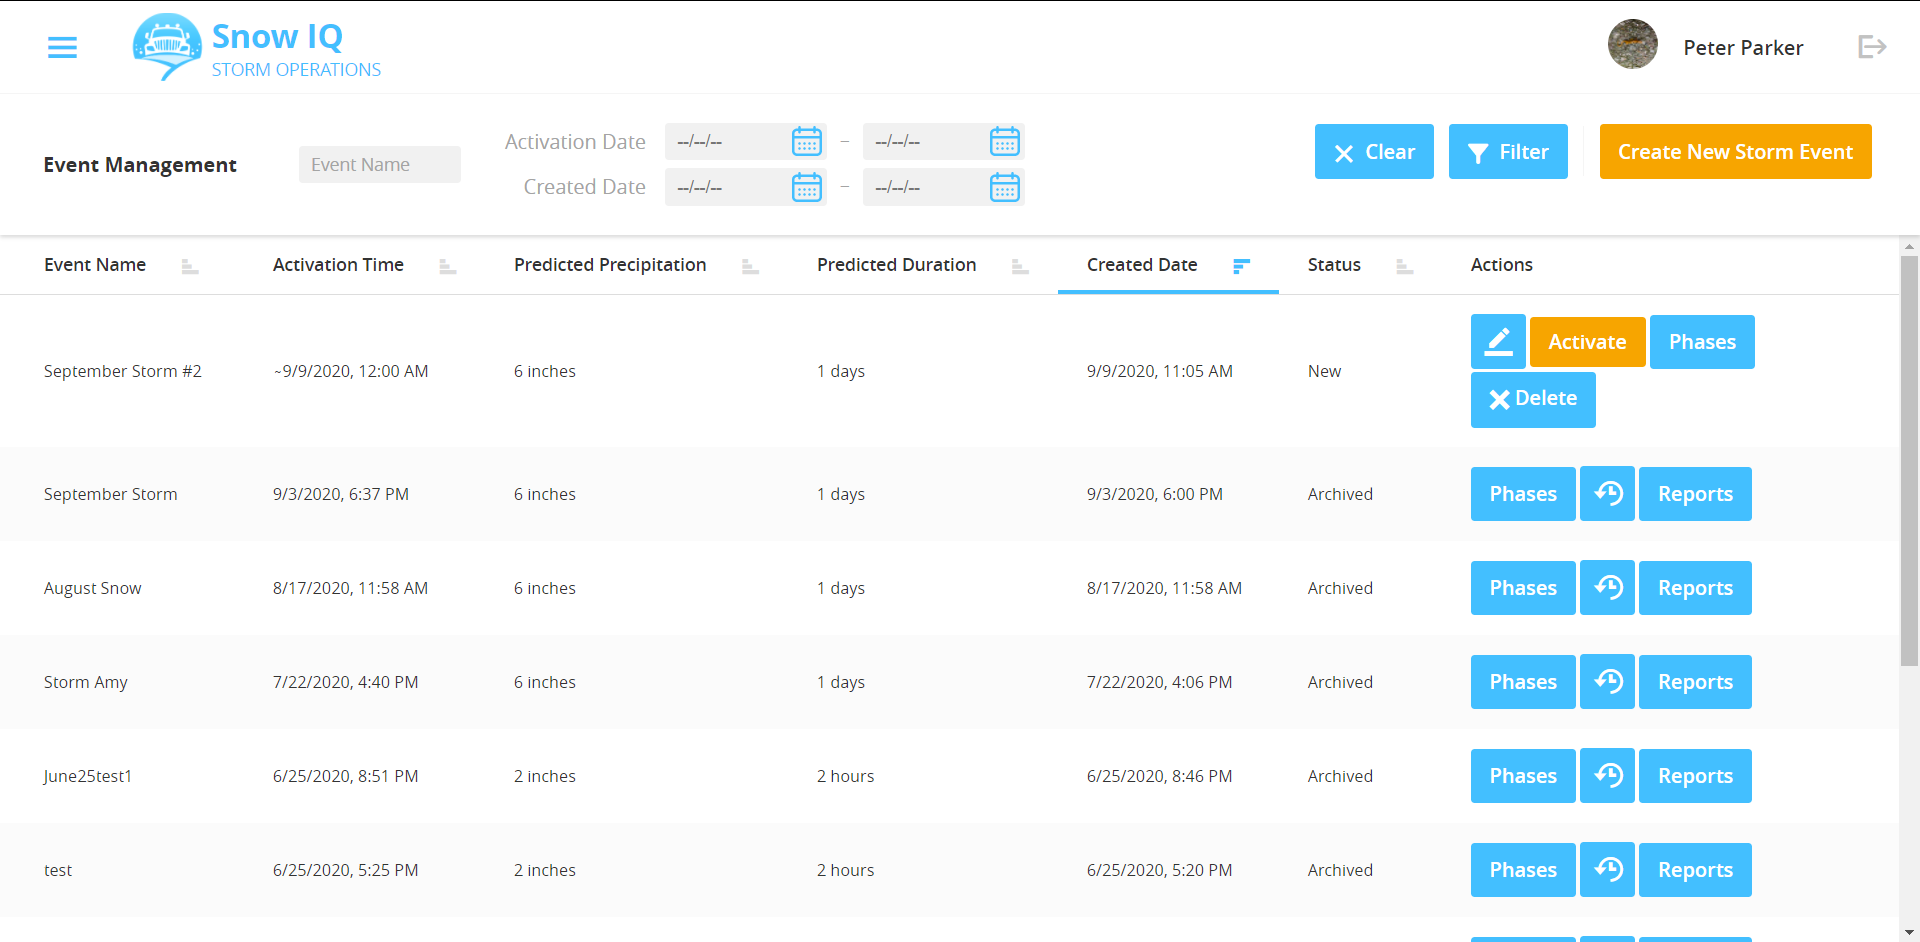 Snow IQ
STORM OPERATIONS
Peter Parker
Event Management
Event Name
Activation Date --/--/-- – --/--/--
Created Date --/--/-- – --/--/--
Clear
Filter
Create New Storm Event
Event Name Activation Time Predicted Precipitation Predicted Duration Created Date Status Actions
September Storm #2 ~9/9/2020, 12:00 AM 6 inches 1 days 9/9/2020, 11:05 AM New Activate Phases
Delete
September Storm 9/3/2020, 6:37 PM 6 inches 1 days 9/3/2020, 6:00 PM Archived Phases Reports
August Snow 8/17/2020, 11:58 AM 6 inches 1 days 8/17/2020, 11:58 AM Archived Phases Reports
Storm Amy 7/22/2020, 4:40 PM 6 inches 1 days 7/22/2020, 4:06 PM Archived Phases Reports
June25test1 6/25/2020, 8:51 PM 2 inches 2 hours 6/25/2020, 8:46 PM Archived Phases Reports
test 6/25/2020, 5:25 PM 2 inches 2 hours 6/25/2020, 5:20 PM Archived Phases Reports